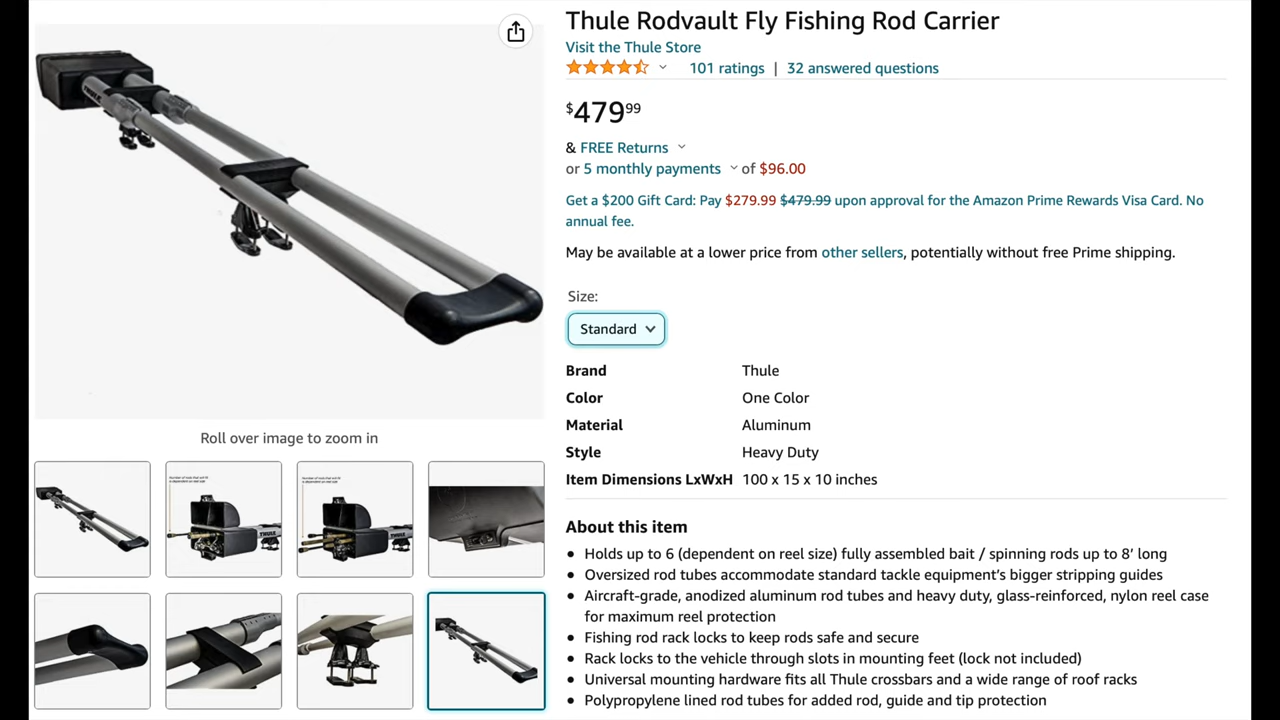 Thule Rodvault Fly Fishing Rod Carrier
Visit the Thule Store
101 ratings | 32 answered questions
$479.99
& FREE Returns
or 5 monthly payments of $96.00
Get a $200 Gift Card: Pay $279.99 $479.99 upon approval for the Amazon Prime Rewards Visa Card. No
annual fee.
May be available at a lower price from other sellers, potentially without free Prime shipping.
Size:
Standard
Brand Thule
Color One Color
Material Aluminum
Style Heavy Duty
Item Dimensions LxWxH 100 x 15 x 10 inches
About this item
• Holds up to 6 (dependent on reel size) fully assembled bait / spinning rods up to 8’ long
• Oversized rod tubes accommodate standard tackle equipment’s bigger stripping guides
• Aircraft-grade, anodized aluminum rod tubes and heavy duty, glass-reinforced, nylon reel case
for maximum reel protection
• Fishing rod rack locks to keep rods safe and secure
• Rack locks to the vehicle through slots in mounting feet (lock not included)
• Universal mounting hardware fits all Thule crossbars and a wide range of roof racks
• Polypropylene lined rod tubes for added rod, guide and tip protection
Roll over image to zoom in
THULE
THULE